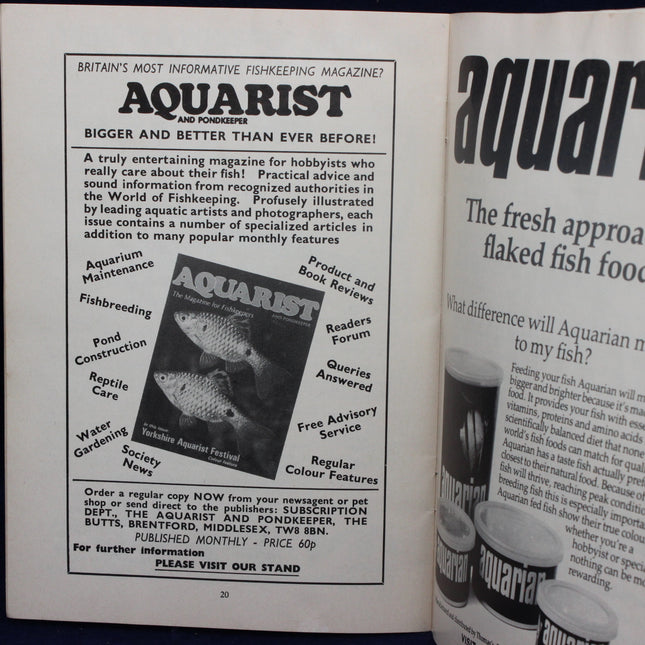 BRITAIN'S MOST INFORMATIVE FISHKEEPING MAGAZINE?
AQUARIST
AND PONDKEEPER
BIGGER AND BETTER THAN EVER BEFORE!
A truly entertaining magazine for hobbyists who
really care about their fish! Practical advice and
sound information from recognized authorities in
the World of Fishkeeping. Profusely illustrated
by leading aquatic artists and photographers, each
issue contains a number of specialized articles in
addition to many popular monthly features
Aquarium
Maintenance
Fishbreeding
Pond
Construction
Reptile
Care
Water
Gardening
Society
News
AQUARIST
The Magazine for Fishkeepers
AND PONDKEEPER
In this issue
Yorkshire Aquarist Festival
Colour feature
Product and
Book Reviews
Readers
Forum
Queries
Answered
Free Advisory
Service
Regular
Colour Features
Order a regular copy NOW from your newsagent or pet
shop or send direct to the publishers: SUBSCRIPTION
DEPT., THE AQUARIST AND PONDKEEPER, THE
BUTTS, BRENTFORD, MIDDLESEX, TW8 8BN.
PUBLISHED MONTHLY - PRICE 60p
For further information
PLEASE VISIT OUR STAND
20
aquar
The fresh approa
flaked fish food
What difference will Aquarian m
to my fish?
Feeding your fish Aquarian will m
bigger and brighter because it's ma
food. It provides your fish with esse
vitamins, proteins and amino acids
scientifically balanced diet that none
world's fish foods can match for qual
Aquarian has a taste fish actually pref
closest to their natural food. Because of
fish will thrive, reaching peak conditio
breeding fish this is especially importa
Aquarian fed fish show their true colou
whether you're a
hobbyist or specia
nothing can be mo
rewarding.
aquarian
aquarian
aquarian
aquarian
VISIT